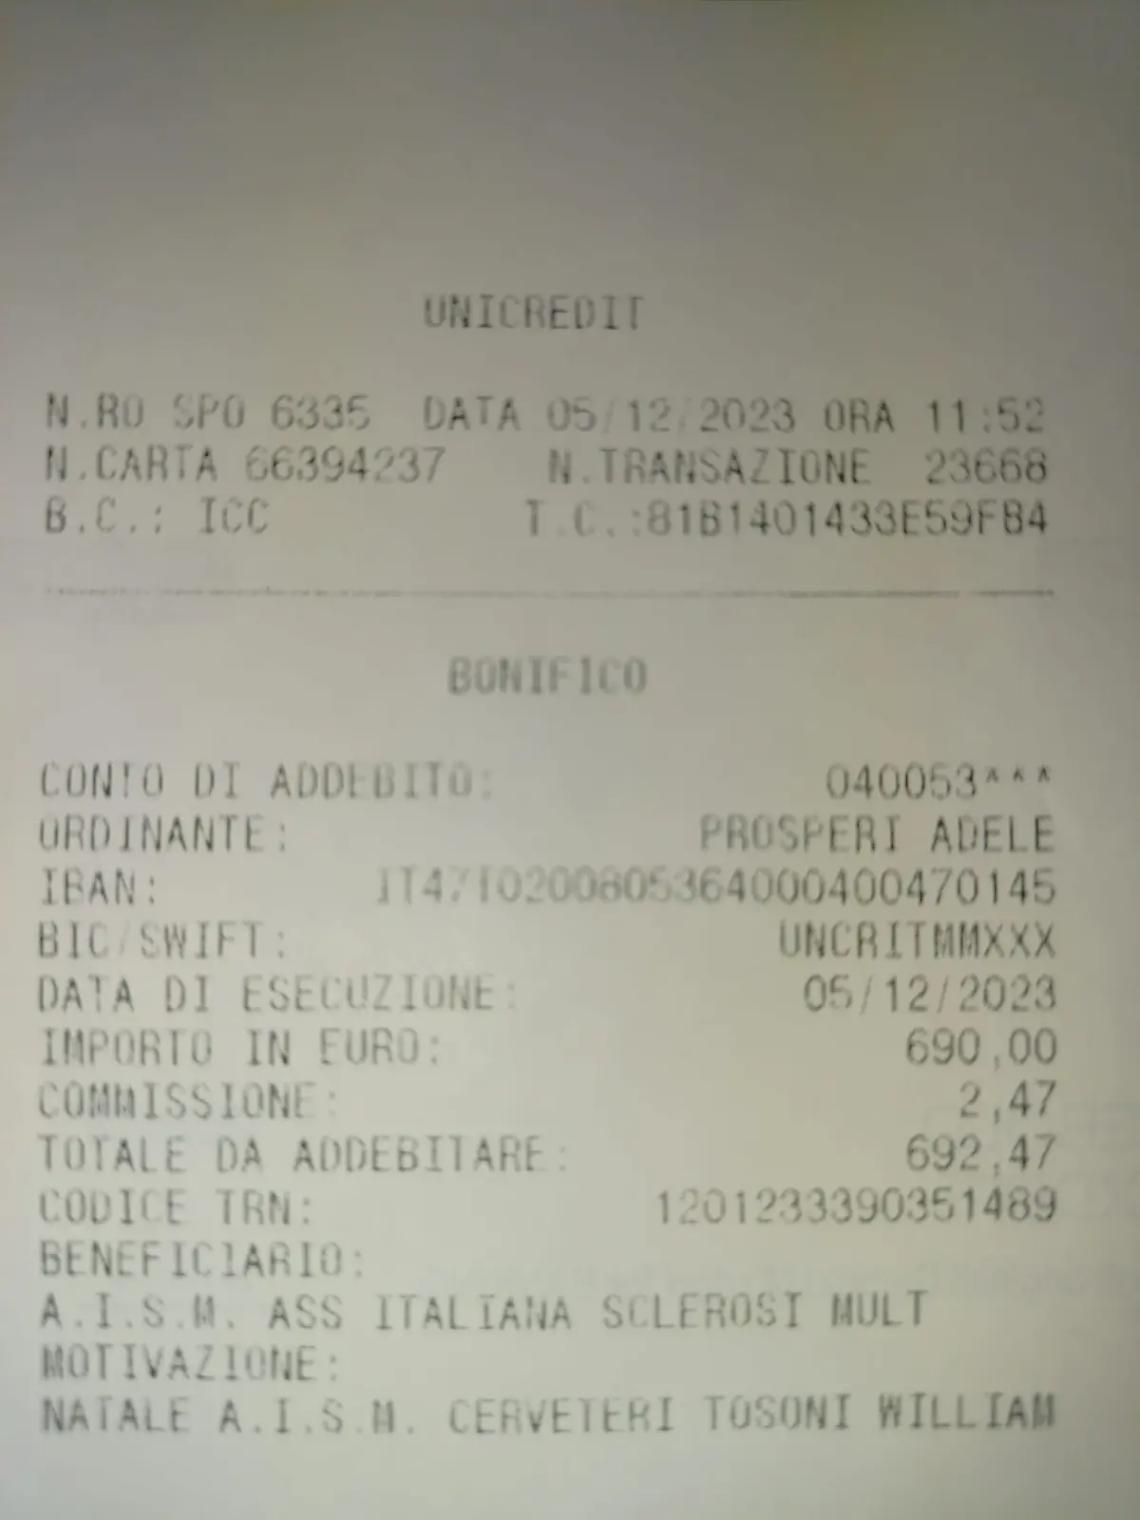 UNICREDIT
N.RO SPO 6335 DATA 05/12/2023 ORA 11:52
N.CARTA 66394237 N.TRANSAZIONE 23668
B.C.: ICC T.C.:81B1401433E59FB4
BONIFICO
CONTO DI ADDEBITO: 040053***
ORDINANTE: PROSPERI ADELE
IBAN: IT47I0200805364000400470145
BIC/SWIFT: UNCRITMMXXX
DATA DI ESECUZIONE: 05/12/2023
IMPORTO IN EURO: 690,00
COMMISSIONE: 2,47
TOTALE DA ADDEBITARE: 692,47
CODICE TRN: 1201233390351489
BENEFICIARIO:
A.I.S.M. ASS ITALIANA SCLEROSI MULT
MOTIVAZIONE:
NATALE A.I.S.M. CERVETERI TOSONI WILLIAM